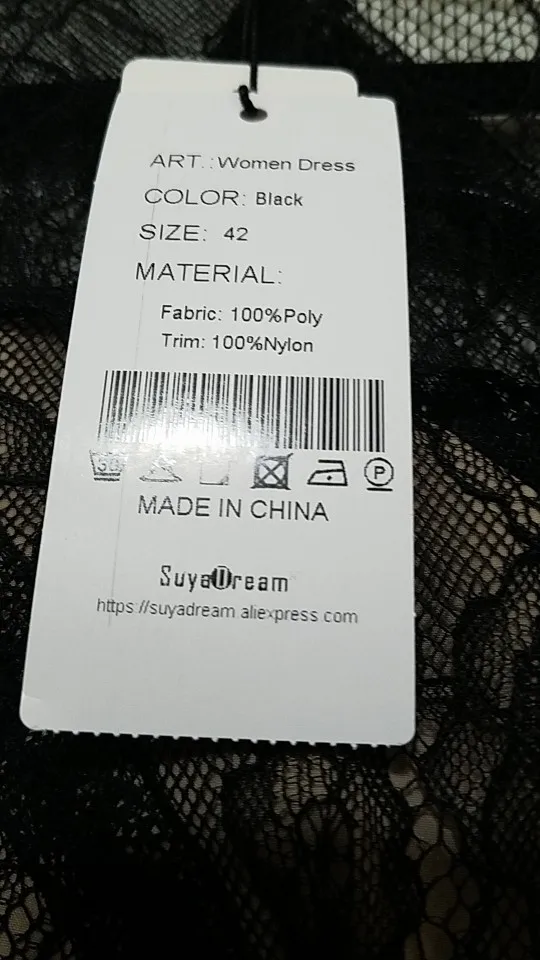 ART.:Women Dress
COLOR: Black
SIZE: 42
MATERIAL:
Fabric: 100%Poly
Trim: 100%Nylon
30
P
MADE IN CHINA
SuyaDream
https://suyadream.aliexpress.com